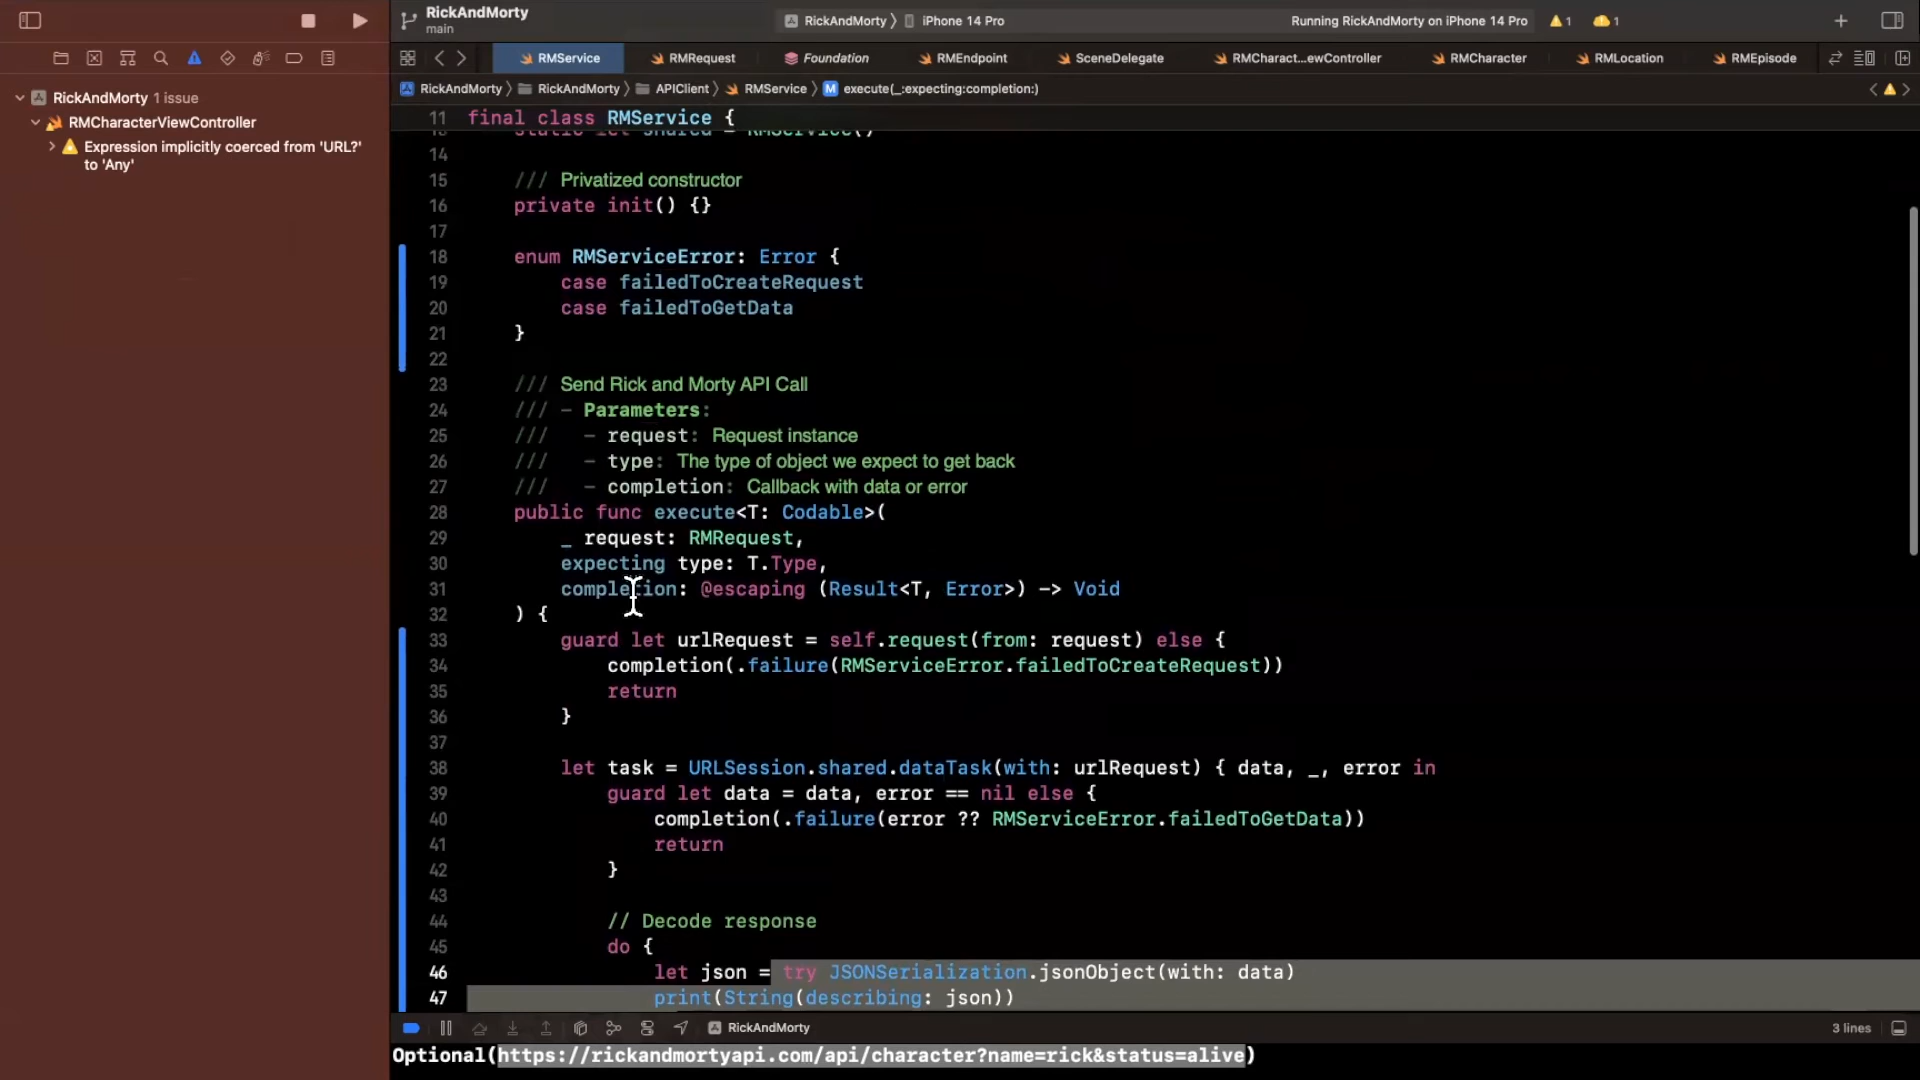 RickAndMorty
main
RickAndMorty
iPhone 14 Pro
Running RickAndMorty on iPhone 14 Pro
1
1
RMService
RMRequest
Foundation
RMEndpoint
SceneDelegate
RMCharact...ewController
RMCharacter
RMLocation
RMEpisode
RickAndMorty 1 issue
RMCharacterViewController
Expression implicitly coerced from 'URL?'
to 'Any'
RickAndMorty
RickAndMorty
APIClient
RMService
M execute(_:expecting:completion:)
11 final class RMService {
13 static let shared = RMService()
14
15 /// Privatized constructor
16 private init() {}
17
18 enum RMServiceError: Error {
19 case failedToCreateRequest
20 case failedToGetData
21 }
22
23 /// Send Rick and Morty API Call
24 /// - Parameters:
25 /// - request: Request instance
26 /// - type: The type of object we expect to get back
27 /// - completion: Callback with data or error
28 public func execute<T: Codable>(
29 _ request: RMRequest,
30 expecting type: T.Type,
31 completion: @escaping (Result<T, Error>) -> Void
32 ) {
33 guard let urlRequest = self.request(from: request) else {
34 completion(.failure(RMServiceError.failedToCreateRequest))
35 return
36 }
37
38 let task = URLSession.shared.dataTask(with: urlRequest) { data, _, error in
39 guard let data = data, error == nil else {
40 completion(.failure(error ?? RMServiceError.failedToGetData))
41 return
42 }
43
44 // Decode response
45 do {
46 let json = try JSONSerialization.jsonObject(with: data)
47 print(String(describing: json))
RickAndMorty
3 lines
Optional(https://rickandmortyapi.com/api/character?name=rick&status=alive)